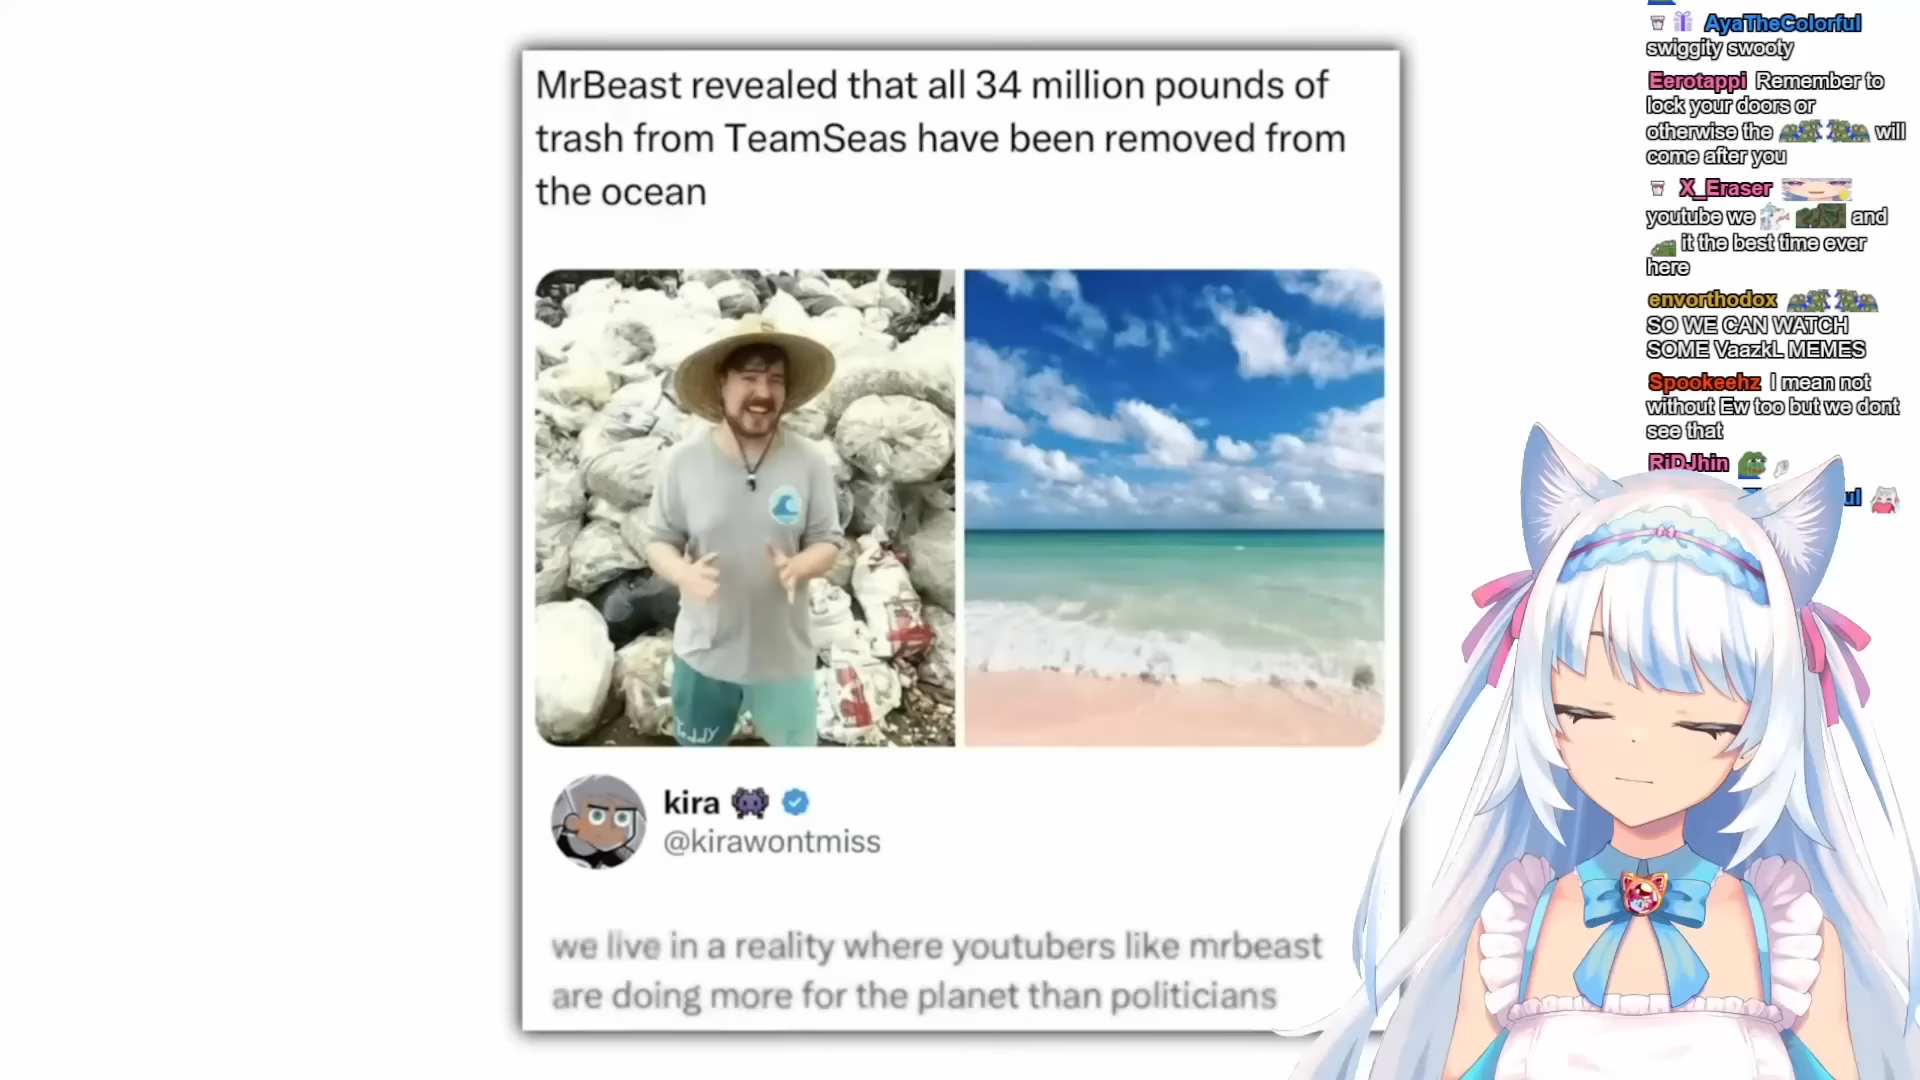 MrBeast revealed that all 34 million pounds of
trash from TeamSeas have been removed from
the ocean
kira
@kirawontmiss
we live in a reality where youtubers like mrbeast
are doing more for the planet than politicians
AyaTheColorful
swiggity swooty
Eerotappi Remember to
lock your doors or
otherwise the will
come after you
X_Eraser
youtube we and
it the best time ever
here
envorthodox
SO WE CAN WATCH
SOME VaazkL MEMES
Spookeehz I mean not
without Ew too but we dont
see that
RiDJhin